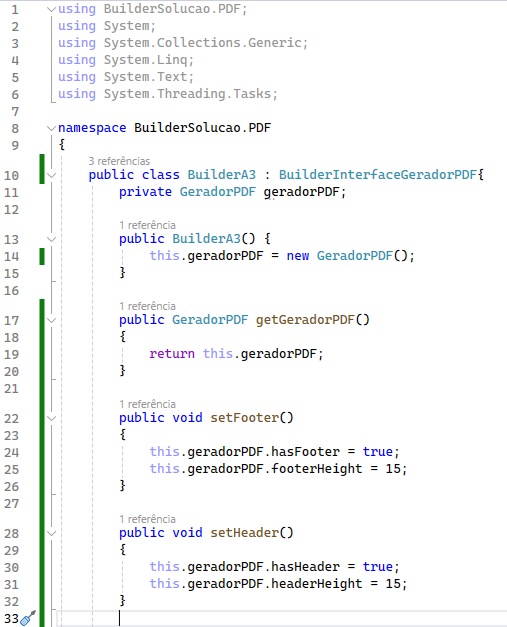 1 using BuilderSolucao.PDF;
2 using System;
3 using System.Collections.Generic;
4 using System.Linq;
5 using System.Text;
6 using System.Threading.Tasks;
7
8 namespace BuilderSolucao.PDF
9 {
3 referências
10 public class BuilderA3 : BuilderInterfaceGeradorPDF{
11 private GeradorPDF geradorPDF;
12
1 referência
13 public BuilderA3() {
14 this.geradorPDF = new GeradorPDF();
15 }
16
1 referência
17 public GeradorPDF getGeradorPDF()
18 {
19 return this.geradorPDF;
20 }
21
1 referência
22 public void setFooter()
23 {
24 this.geradorPDF.hasFooter = true;
25 this.geradorPDF.footerHeight = 15;
26 }
27
1 referência
28 public void setHeader()
29 {
30 this.geradorPDF.hasHeader = true;
31 this.geradorPDF.headerHeight = 15;
32 }
33